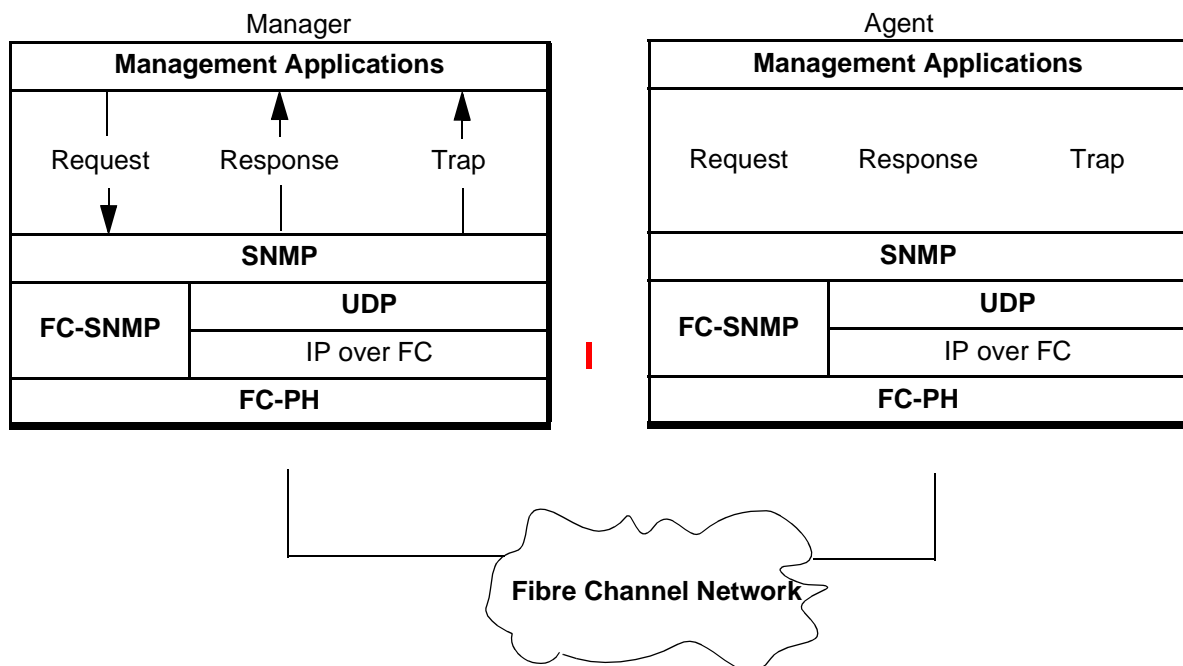 Manager
Management Applications
Request Response Trap
SNMP
FC-SNMP
UDP
IP over FC
FC-PH
Agent
Management Applications
Request Response Trap
SNMP
FC-SNMP
UDP
IP over FC
FC-PH
Fibre Channel Network